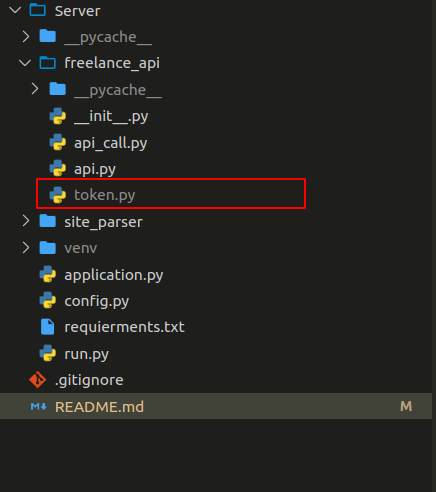 Server
__pycache__
freelance_api
__pycache__
__init__.py
api_call.py
api.py
token.py
site_parser
venv
application.py
config.py
requierments.txt
run.py
.gitignore
README.md M